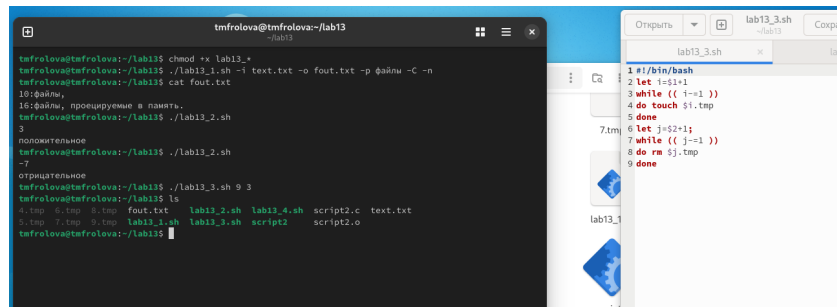 tmfrolova@tmfrolova:~/lab13
~/lab13
tmfrolova@tmfrolova:~/lab13$ chmod +x lab13_*
tmfrolova@tmfrolova:~/lab13$ ./lab13_1.sh -i text.txt -o fout.txt -p файлы -C -n
tmfrolova@tmfrolova:~/lab13$ cat fout.txt
10:файлы,
16:файлы, проецируемые в память.
tmfrolova@tmfrolova:~/lab13$ ./lab13_2.sh
3
положительное
tmfrolova@tmfrolova:~/lab13$ ./lab13_2.sh
-7
отрицательное
tmfrolova@tmfrolova:~/lab13$ ./lab13_3.sh 9 3
tmfrolova@tmfrolova:~/lab13$ ls
4.tmp 6.tmp 8.tmp fout.txt lab13_2.sh lab13_4.sh script2.c text.txt
5.tmp 7.tmp 9.tmp lab13_1.sh lab13_3.sh script2 script2.o
tmfrolova@tmfrolova:~/lab13$
7.tm
lab13_1
Открыть
lab13_3.sh
~/lab13
Сохра
lab13_3.sh
la
1 #!/bin/bash
2 let i=$1+1
3 while (( i-=1 ))
4 do touch $i.tmp
5 done
6 let j=$2+1;
7 while (( j-=1 ))
8 do rm $j.tmp
9 done